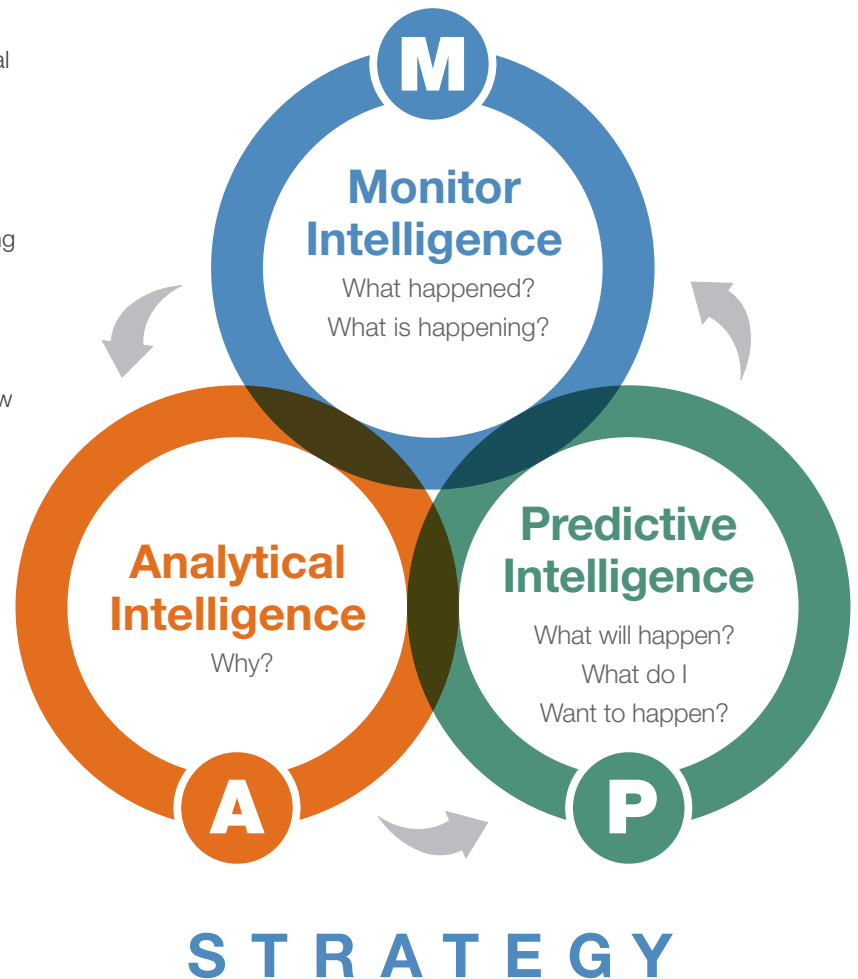 al
M
Monitor
Intelligence
What happened?
What is happening?
Analytical
Intelligence
Why?
A
Predictive
Intelligence
What will happen?
What do I
Want to happen?
P
STRATEGY